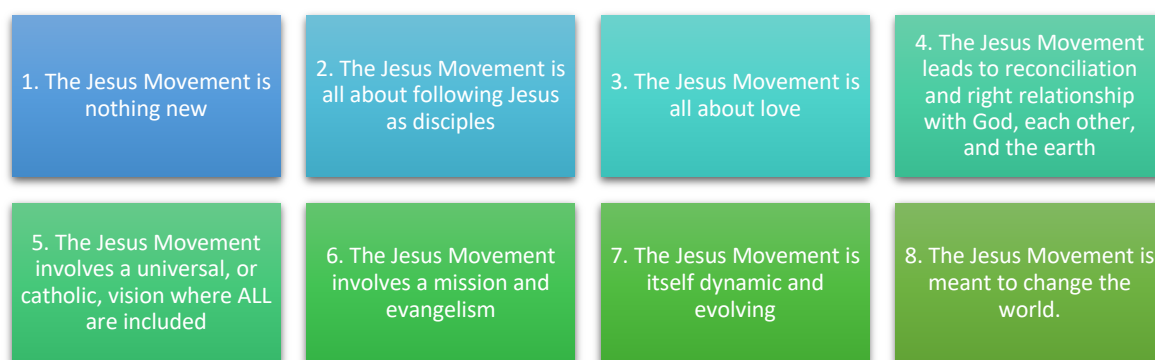 1. The Jesus Movement is
nothing new
2. The Jesus Movement is
all about following Jesus
as disciples
3. The Jesus Movement is
all about love
4. The Jesus Movement
leads to reconciliation
and right relationship
with God, each other,
and the earth
5. The Jesus Movement
involves a universal, or
catholic, vision where ALL
are included
6. The Jesus Movement
involves a mission and
evangelism
7. The Jesus Movement is
itself dynamic and
evolving
8. The Jesus Movement is
meant to change the
world.